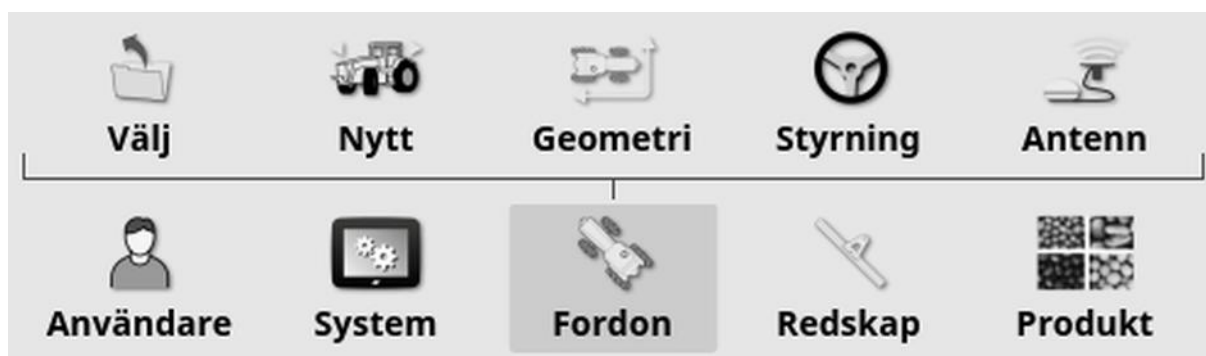 Välj Nytt Geometri Styrning Antenn
Användare System Fordon Redskap Produkt